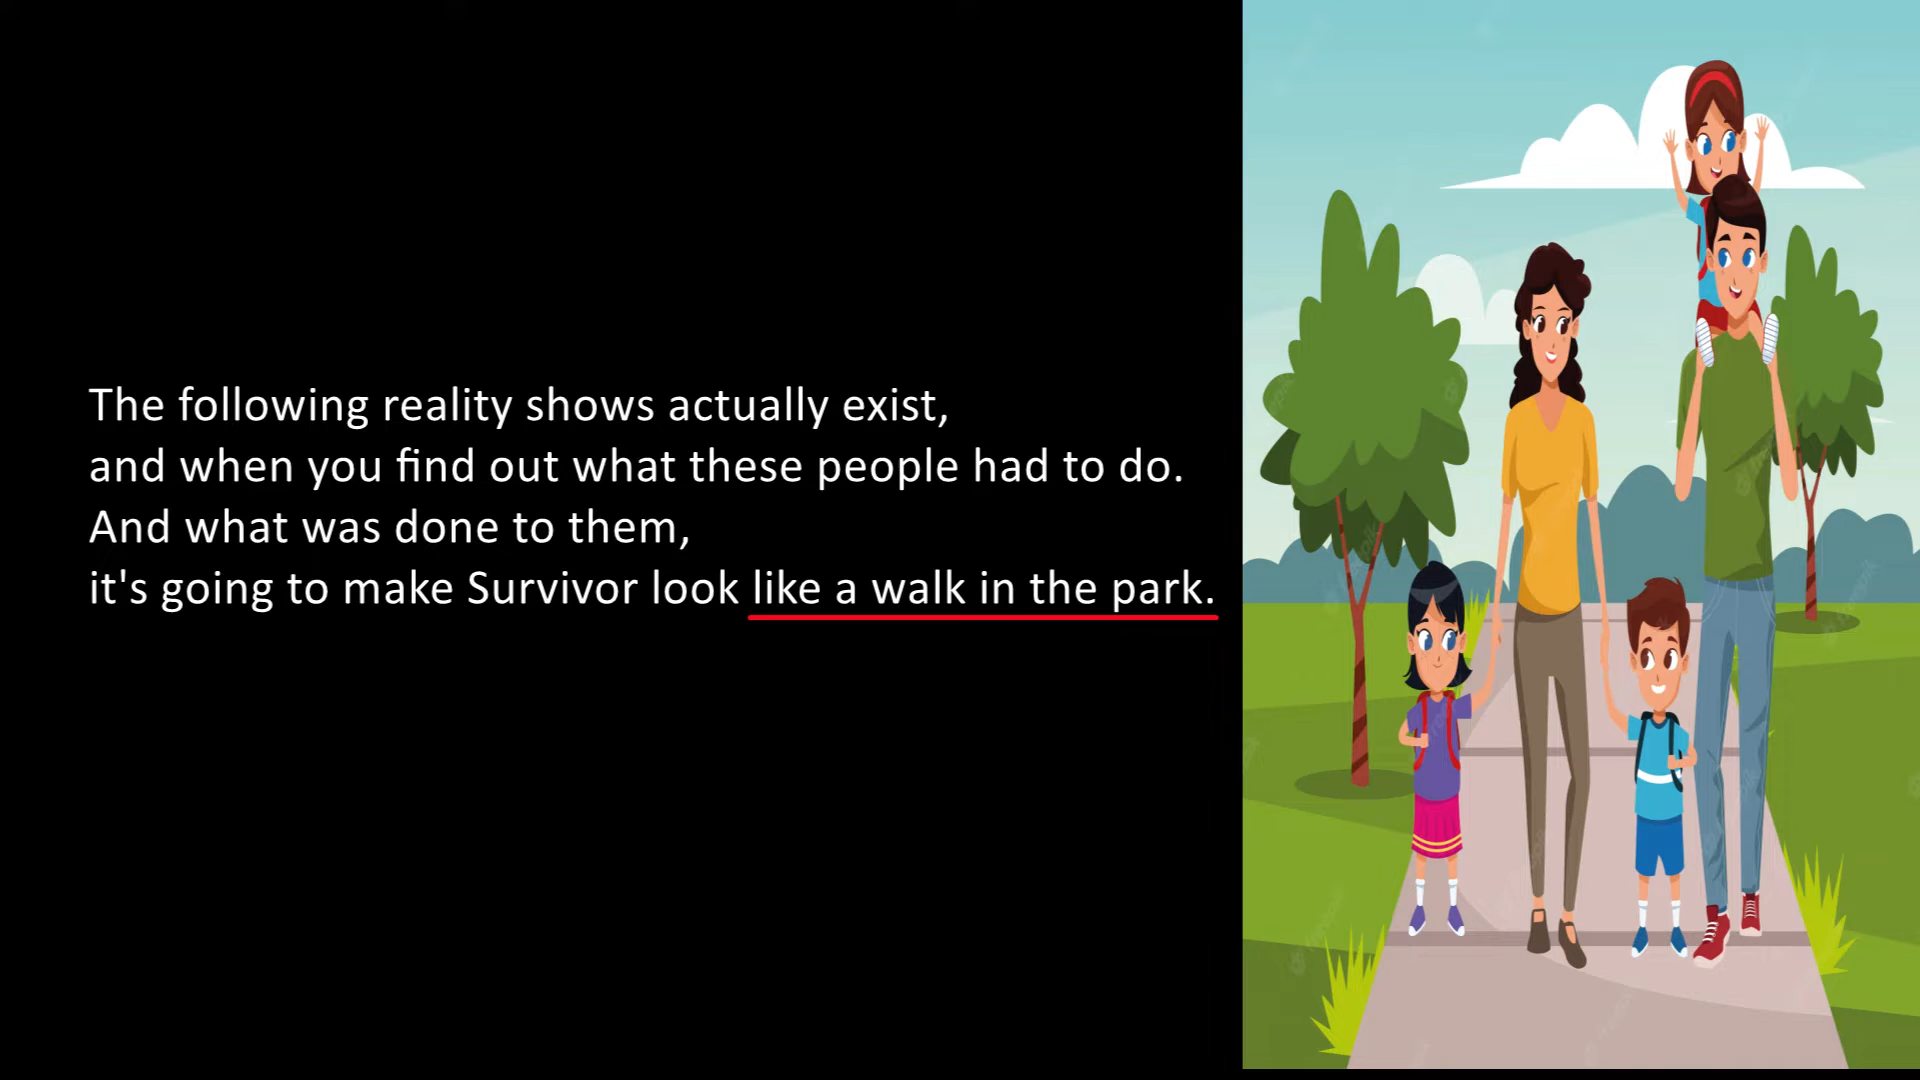 The following reality shows actually exist,
and when you find out what these people had to do.
And what was done to them,
it's going to make Survivor look like a walk in the park.